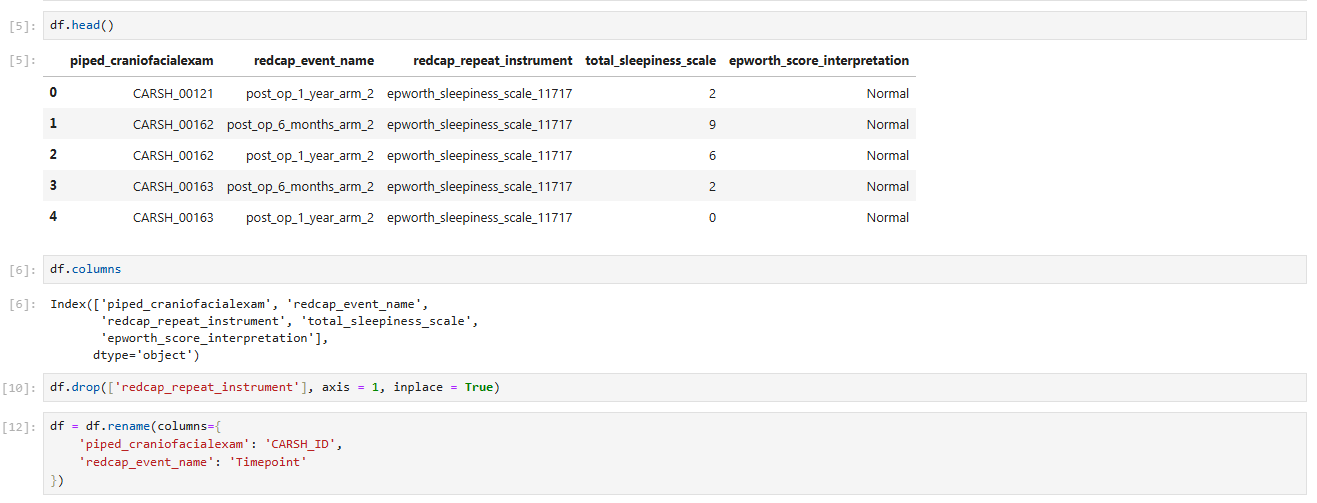 [5]: df.head()
[5]: piped_craniofacialexam redcap_event_name redcap_repeat_instrument total_sleepiness_scale epworth_score_interpretation
0 CARSH_00121 post_op_1_year_arm_2 epworth_sleepiness_scale_11717 2 Normal
1 CARSH_00162 post_op_6_months_arm_2 epworth_sleepiness_scale_11717 9 Normal
2 CARSH_00162 post_op_1_year_arm_2 epworth_sleepiness_scale_11717 6 Normal
3 CARSH_00163 post_op_6_months_arm_2 epworth_sleepiness_scale_11717 2 Normal
4 CARSH_00163 post_op_1_year_arm_2 epworth_sleepiness_scale_11717 0 Normal
[6]: df.columns
[6]: Index(['piped_craniofacialexam', 'redcap_event_name',
'redcap_repeat_instrument', 'total_sleepiness_scale',
'epworth_score_interpretation'],
dtype='object')
[10]: df.drop(['redcap_repeat_instrument'], axis = 1, inplace = True)
[12]: df = df.rename(columns={
'piped_craniofacialexam': 'CARSH_ID',
'redcap_event_name': 'Timepoint'
})